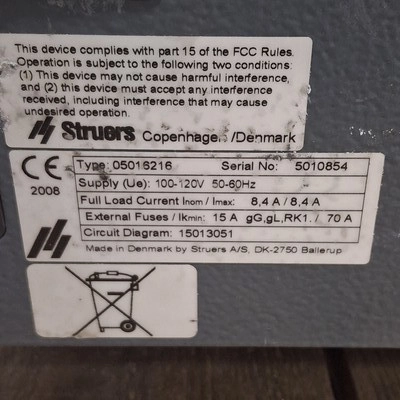 This device complies with part 15 of the FCC Rules.
Operation is subject to the following two conditions:
(1) This device may not cause harmful interference,
and (2) this device must accept any interference
received, including interference that may cause
undesired operation.
Struers Copenhagen /Denmark
CE
2008
Type: 05016216 Serial No: 5010854
Supply (Ue): 100-120V 50-60Hz
Full Load Current Inom / Imax: 8,4 A / 8,4 A
External Fuses / Ikmin: 15 A gG,gL,RK1. / 70 A
Circuit Diagram: 15013051
Made in Denmark by Struers A/S, DK-2750 Ballerup